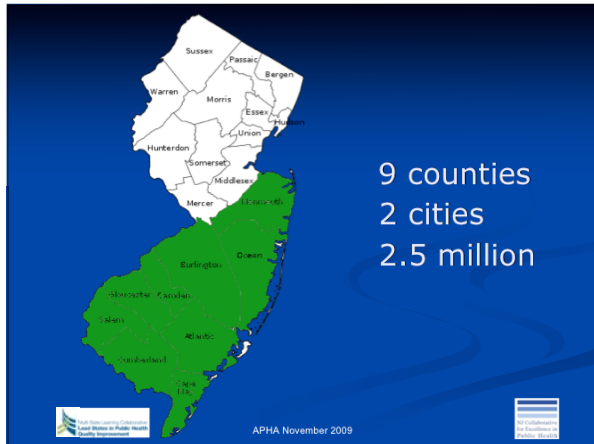 Sussex
Passaic
Bergen
Warren
Morris
Essex
Hudson
Union
Hunterdon
Somerset
Middlesex
Mercer
Monmouth
Ocean
Burlington
Gloucester
Camden
Salem
Atlantic
Cumberland
Cape
May
9 counties
2 cities
2.5 million
Multi-State Learning Collaborative
Lead States in Public Health
Quality Improvement
APHA November 2009
NJ Collaborative
for Excellence in
Public Health